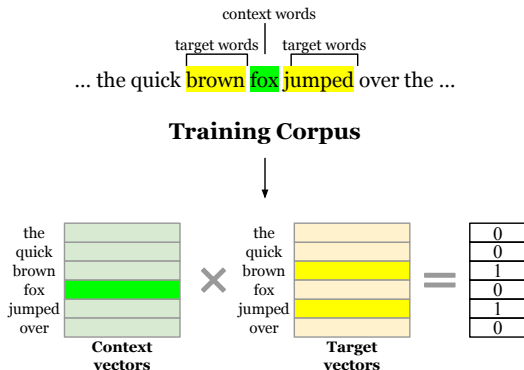 context words
target words target words
... the quick brown fox jumped over the ...
Training Corpus
the the 0
quick quick 0
brown brown 1
fox fox 0
jumped jumped 1
over over 0
Context Target
vectors vectors